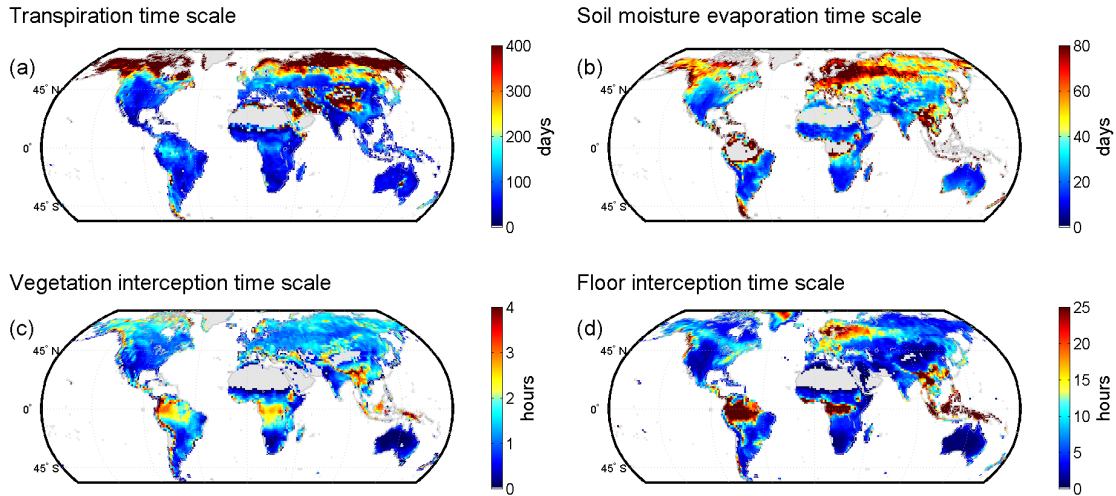 Transpiration time scale
(a)
45° N
0°
45° S
400
300
200
100
0
days
Soil moisture evaporation time scale
(b)
45° N
0°
45° S
80
60
40
20
0
days
Vegetation interception time scale
(c)
45° N
0°
45° S
4
3
2
1
0
hours
Floor interception time scale
(d)
45° N
0°
45° S
25
20
15
10
5
0
hours